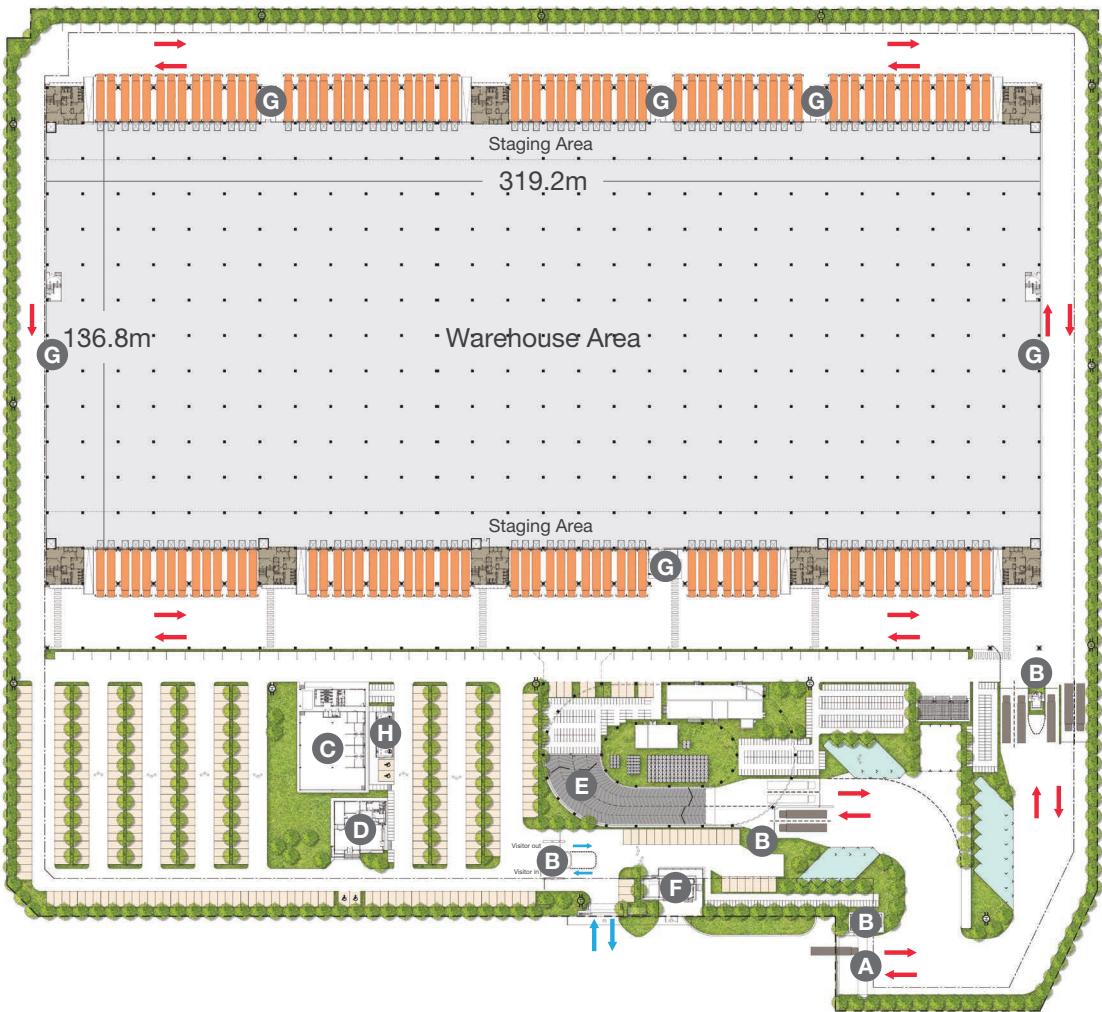 G
G
G
Staging Area
319.2m
136.8m
Warehouse Area
G
G
Staging Area
G
B
C
H
E
D
Visitor out
B
B
Visitor in
F
B
A